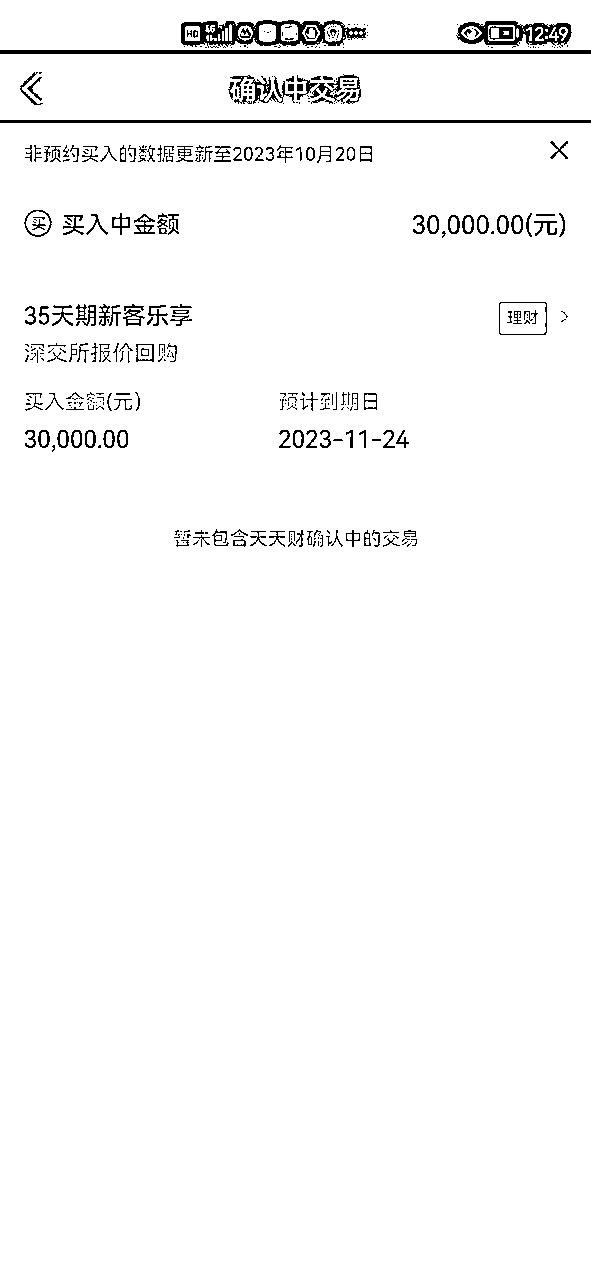 HD 5G 12:49
确认中交易
非预约买入的数据更新至2023年10月20日
买 买入中金额 30,000.00(元)
35天期新客乐享 理财
深交所报价回购
买入金额(元) 预计到期日
30,000.00 2023-11-24
暂未包含天天财确认中的交易